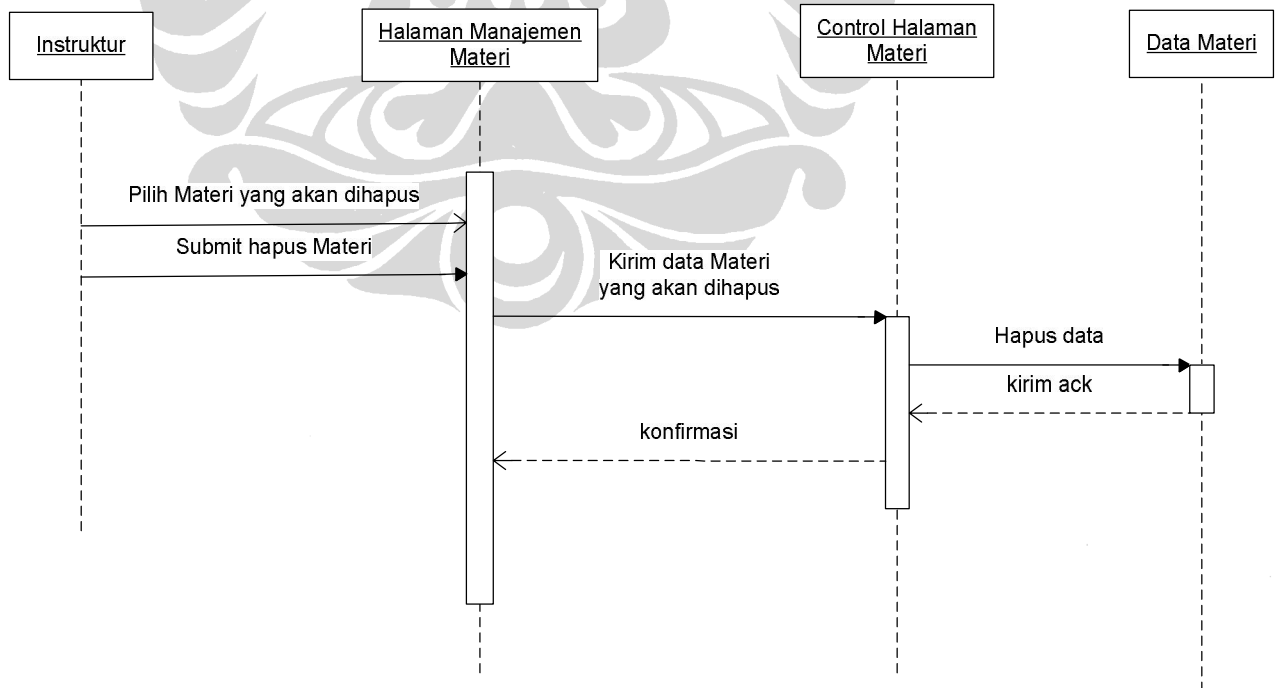 Instruktur
Halaman Manajemen
Materi
Control Halaman
Materi
Data Materi
Pilih Materi yang akan dihapus
Submit hapus Materi
Kirim data Materi
yang akan dihapus
Hapus data
kirim ack
konfirmasi